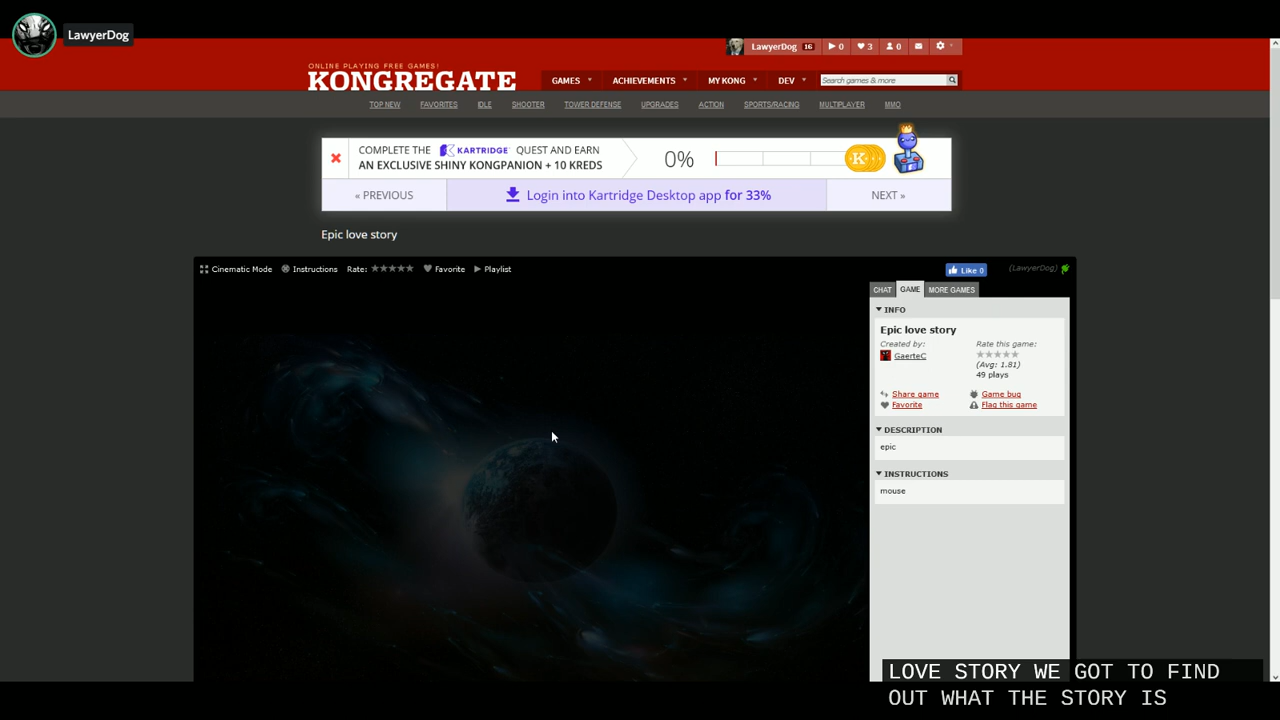 LawyerDog
LawyerDog 16 0 3 0
ONLINE PLAYING FREE GAMES!
KONGREGATE
GAMES ACHIEVEMENTS MY KONG DEV Search games & more
TOP NEW FAVORITES IDLE SHOOTER TOWER DEFENSE UPGRADES ACTION SPORTS/RACING MULTIPLAYER MMO
COMPLETE THE KARTRIDGE QUEST AND EARN
AN EXCLUSIVE SHINY KONGPANION + 10 KREDS
0%
K
« PREVIOUS Login into Kartridge Desktop app for 33% NEXT »
Epic love story
Cinematic Mode Instructions Rate: Favorite Playlist Like 0 (LawyerDog)
CHAT GAME MORE GAMES
INFO
Epic love story
Created by: Rate this game:
GaerteC
(Avg: 1.81)
49 plays
Share game Game bug
Favorite Flag this game
DESCRIPTION
epic
INSTRUCTIONS
mouse
LOVE STORY WE GOT TO FIND
OUT WHAT THE STORY IS